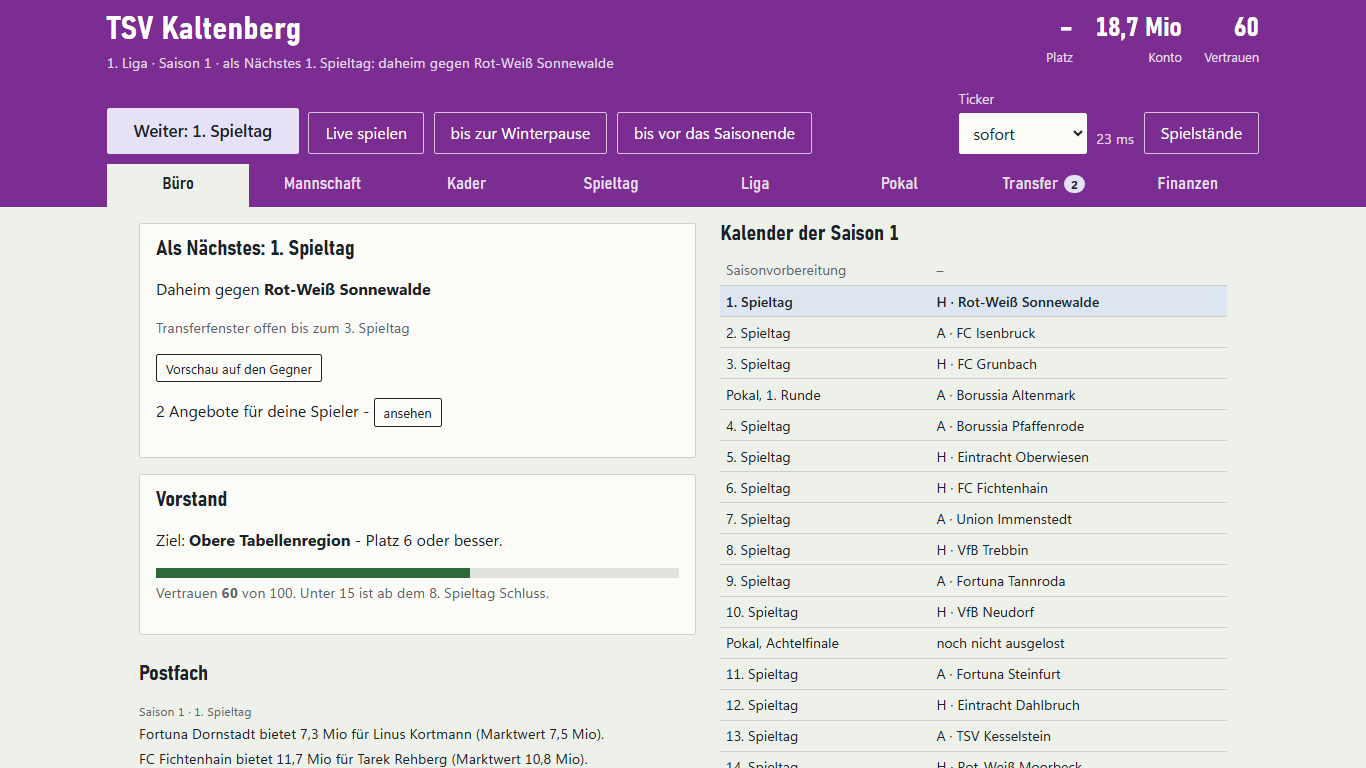 TSV Kaltenberg
1. Liga · Saison 1 · als Nächstes 1. Spieltag: daheim gegen Rot-Weiß Sonnewalde
– 18,7 Mio 60
Platz Konto Vertrauen
Weiter: 1. Spieltag
Live spielen
bis zur Winterpause
bis vor das Saisonende
Ticker
sofort
23 ms
Spielstände
Büro Mannschaft Kader Spieltag Liga Pokal Transfer 2 Finanzen
Als Nächstes: 1. Spieltag
Daheim gegen Rot-Weiß Sonnewalde
Transferfenster offen bis zum 3. Spieltag
Vorschau auf den Gegner
2 Angebote für deine Spieler - ansehen
Vorstand
Ziel: Obere Tabellenregion - Platz 6 oder besser.
Vertrauen 60 von 100. Unter 15 ist ab dem 8. Spieltag Schluss.
Postfach
Saison 1 · 1. Spieltag
Fortuna Dornstadt bietet 7,3 Mio für Linus Kortmann (Marktwert 7,5 Mio).
FC Fichtenhain bietet 11,7 Mio für Tarek Rehberg (Marktwert 10,8 Mio).
Kalender der Saison 1
Saisonvorbereitung –
1. Spieltag H · Rot-Weiß Sonnewalde
2. Spieltag A · FC Isenbruck
3. Spieltag H · FC Grunbach
Pokal, 1. Runde A · Borussia Altenmark
4. Spieltag A · Borussia Pfaffenrode
5. Spieltag H · Eintracht Oberwiesen
6. Spieltag H · FC Fichtenhain
7. Spieltag A · Union Immenstedt
8. Spieltag H · VfB Trebbin
9. Spieltag A · Fortuna Tannroda
10. Spieltag H · VfB Neudorf
Pokal, Achtelfinale noch nicht ausgelost
11. Spieltag A · Fortuna Steinfurt
12. Spieltag H · Eintracht Dahlbruch
13. Spieltag A · TSV Kesselstein
14. Spieltag H · Rot-Weiß Moorbeck